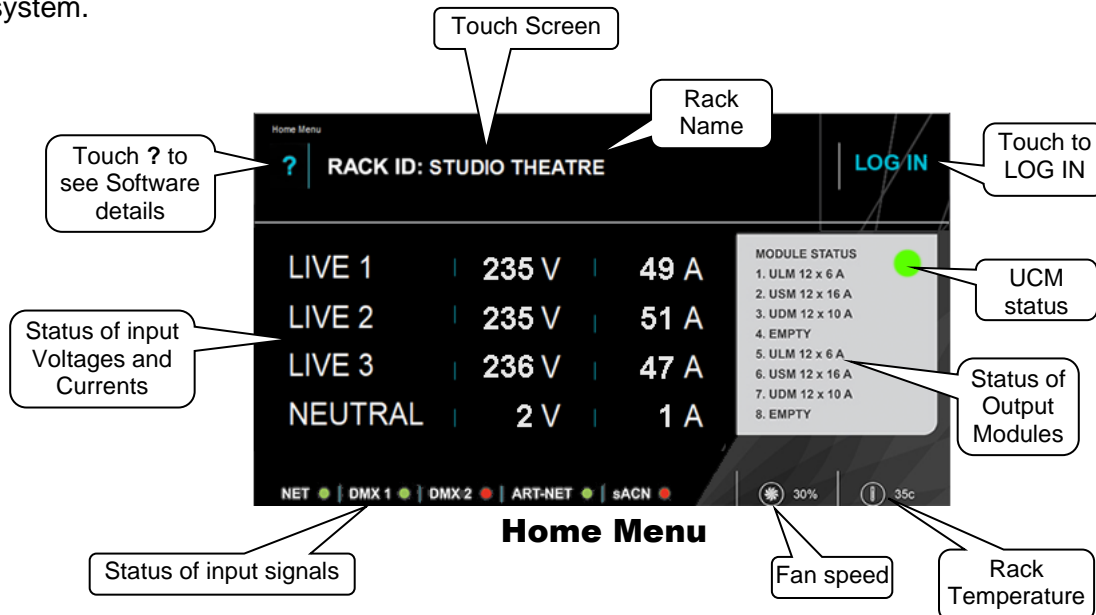 system.
Touch Screen
Rack
Name
Touch ? to
see Software
details
Touch to
LOG IN
Home Menu
? RACK ID: STUDIO THEATRE LOG IN
LIVE 1 235 V 49 A
LIVE 2 235 V 51 A
LIVE 3 236 V 47 A
NEUTRAL 2 V 1 A
MODULE STATUS
1. ULM 12 x 6 A
2. USM 12 x 16 A
3. UDM 12 x 10 A
4. EMPTY
5. ULM 12 x 6 A
6. USM 12 x 16 A
7. UDM 12 x 10 A
8. EMPTY
UCM
status
Status of input
Voltages and
Currents
Status of
Output
Modules
NET DMX 1 DMX 2 ART-NET sACN 30% 35c
Home Menu
Status of input signals
Fan speed
Rack
Temperature